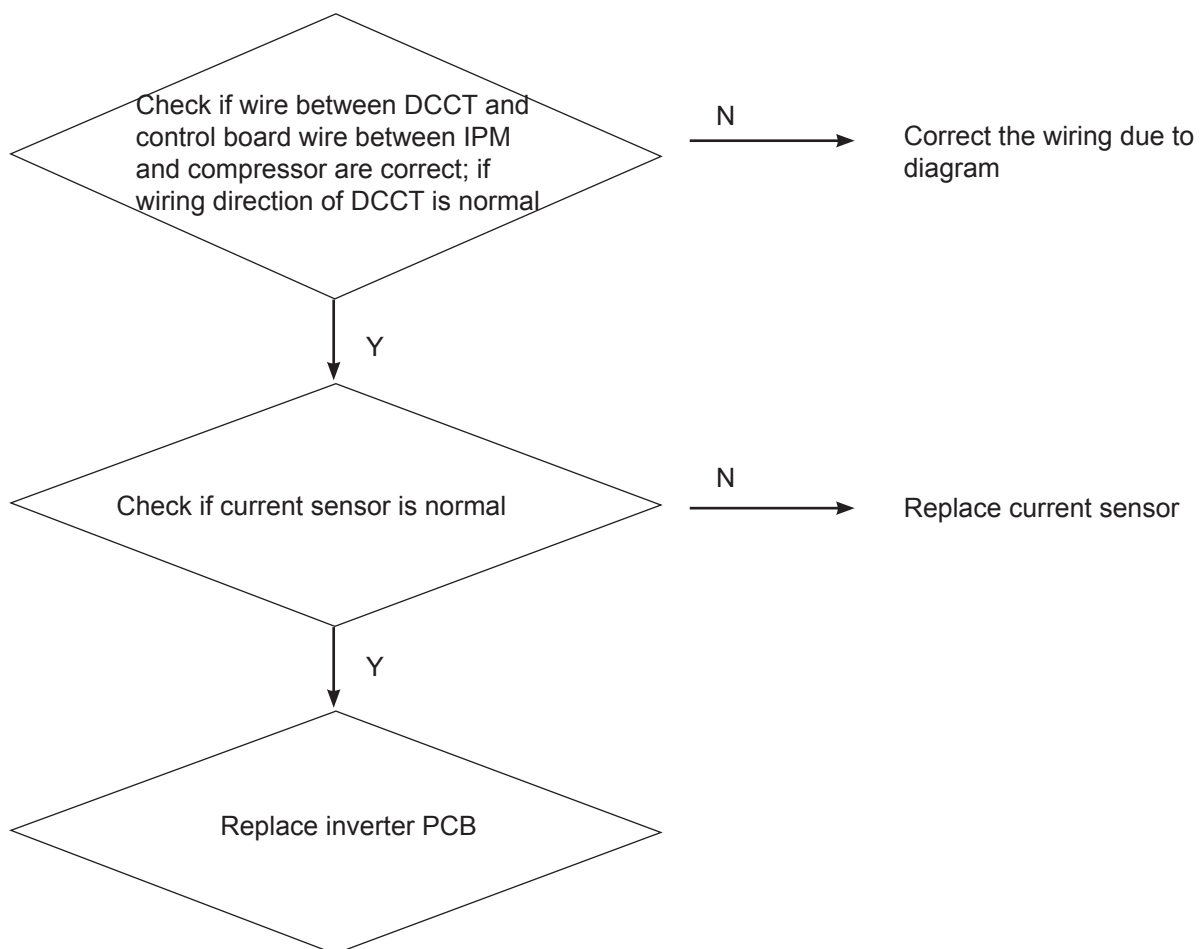 Check if wire between DCCT and
control board wire between IPM
and compressor are correct; if
wiring direction of DCCT is normal
N
Correct the wiring due to
diagram
Y
Check if current sensor is normal
N
Replace current sensor
Y
Replace inverter PCB